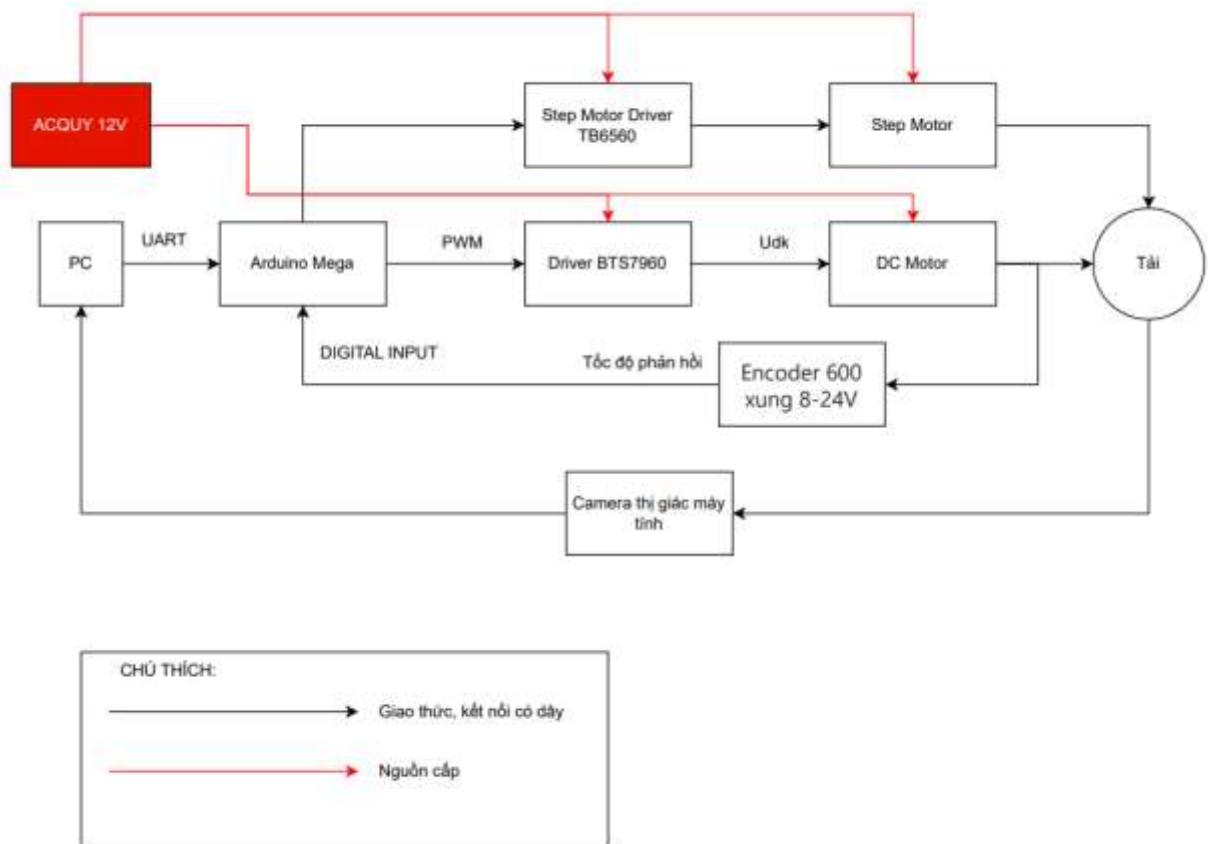 ACQUY 12V
Step Motor Driver
TB6560
Step Motor
PC
UART
Arduino Mega
PWM
Driver BTS7960
Udk
DC Motor
Tải
DIGITAL INPUT
Tốc độ phản hồi
Encoder 600
xung 8-24V
Camera thị giác máy
tính
CHÚ THÍCH:
Giao thức, kết nối có dây
Nguồn cấp